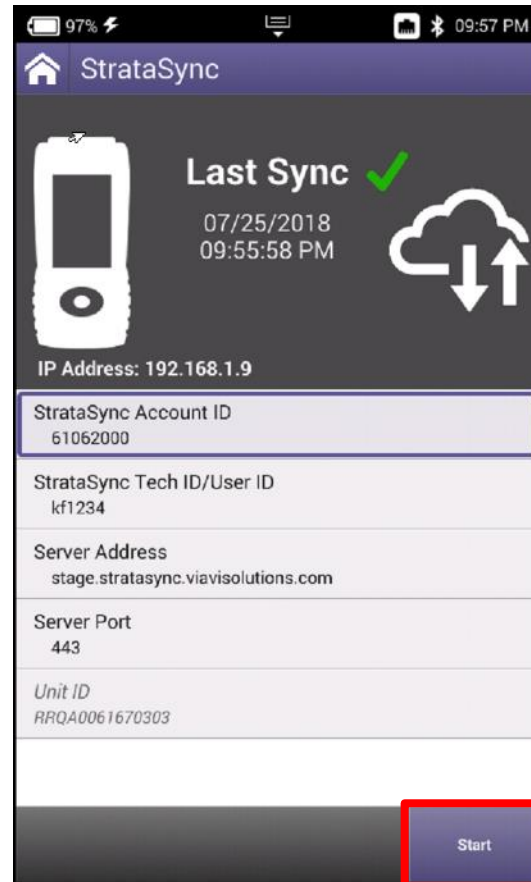 97% 09:57 PM
StrataSync
Last Sync
07/25/2018
09:55:58 PM
IP Address: 192.168.1.9
StrataSync Account ID
61062000
StrataSync Tech ID/User ID
kf1234
Server Address
stage.stratasync.viavisolutions.com
Server Port
443
Unit ID
RRQA0061670303
Start